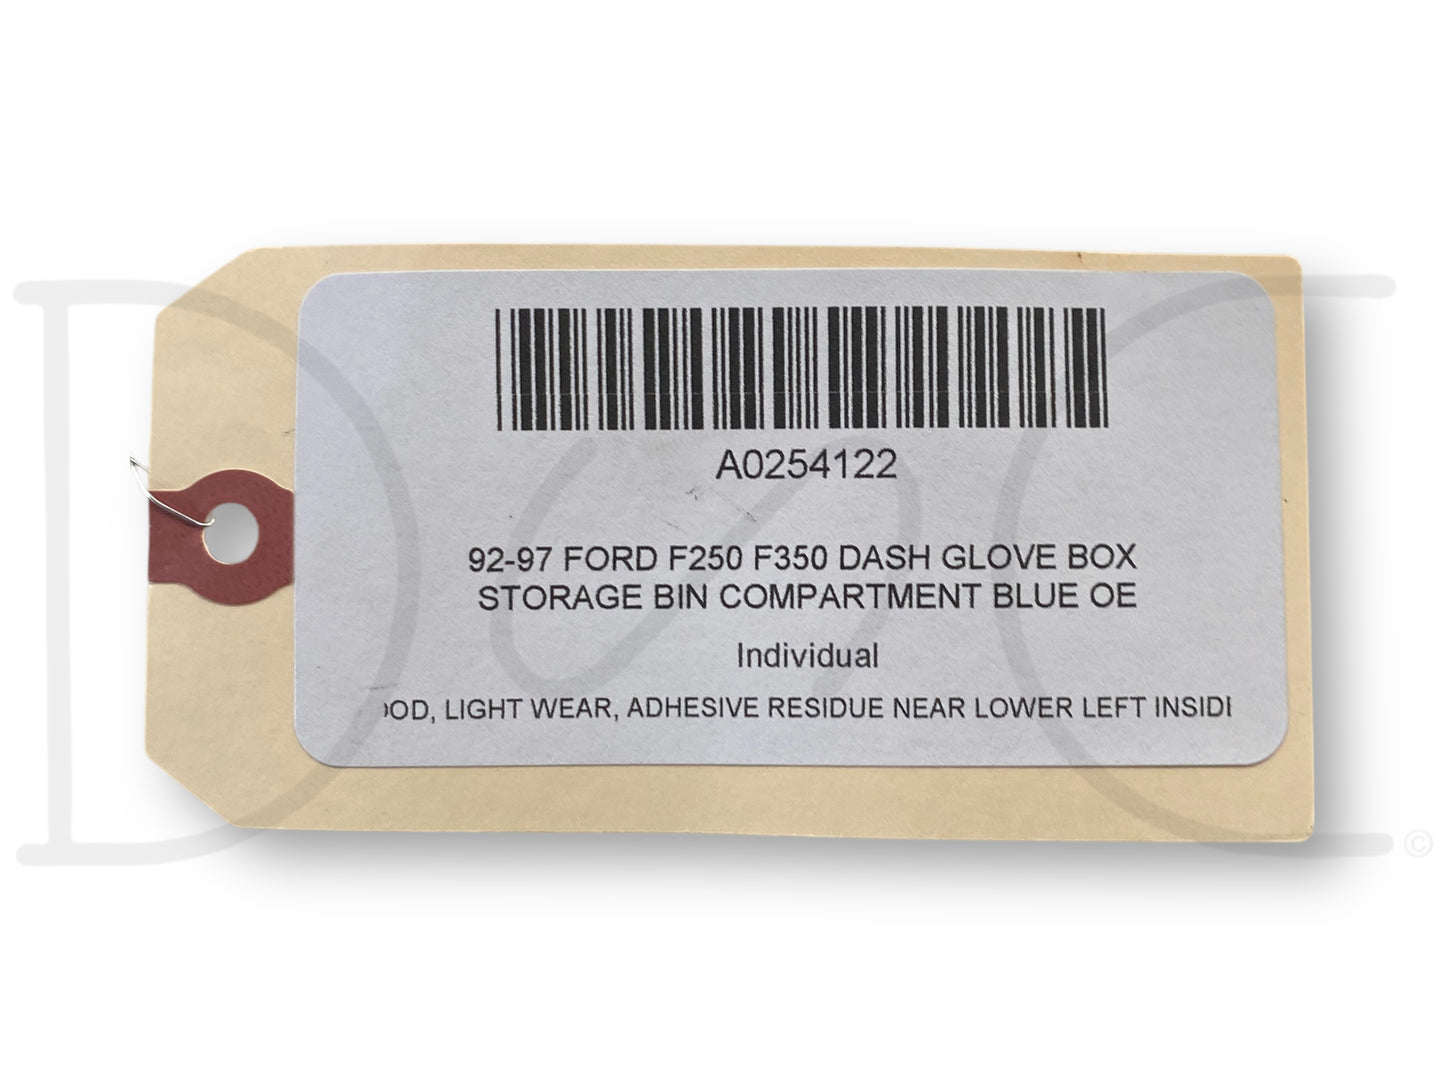 A0254122
92-97 FORD F250 F350 DASH GLOVE BOX
STORAGE BIN COMPARTMENT BLUE OE
Individual
LIGHT WEAR, ADHESIVE RESIDUE NEAR LOWER LEFT
©